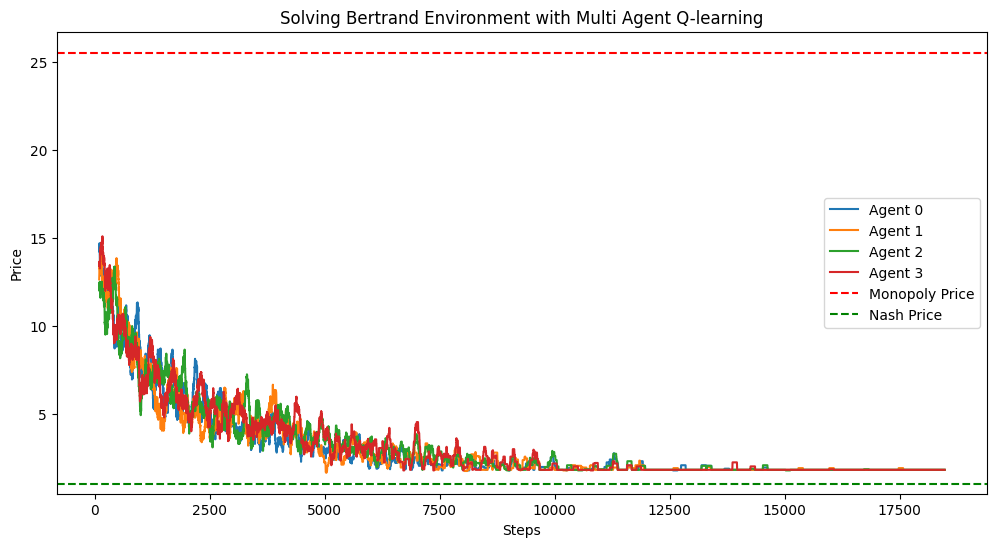 Solving Bertrand Environment with Multi Agent Q-learning
Price
25
20
15
10
5
Agent 0
Agent 1
Agent 2
Agent 3
Monopoly Price
Nash Price
0
2500
5000
7500
10000
12500
15000
17500
Steps